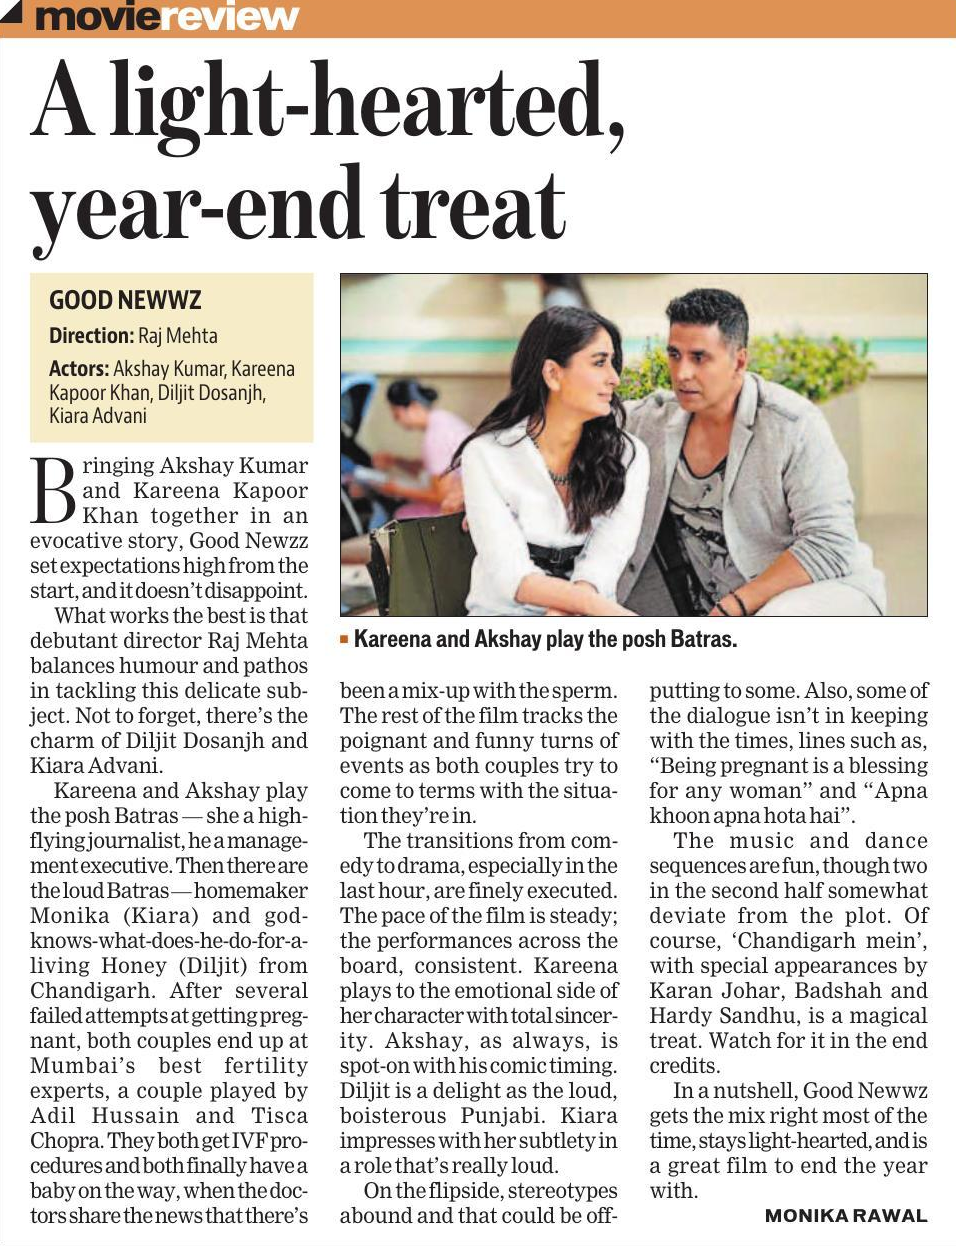 moviereview
A light-hearted,
year-end treat
GOOD NEWWZ
Direction: Raj Mehta
Actors: Akshay Kumar, Kareena
Kapoor Khan, Diljit Dosanjh,
Kiara Advani
Bringing Akshay Kumar
and Kareena Kapoor
Khan together in an
evocative story, Good Newzz
set expectations high from the
start, and it doesn't disappoint.
What works the best is that
debutant director Raj Mehta
balances humour and pathos
in tackling this delicate sub-
ject. Not to forget, there's the
charm of Diljit Dosanjh and
Kiara Advani.
Kareena and Akshay play
the posh Batras — she a high-
flying journalist, he a manage-
ment executive. Then there are
the loud Batras — homemaker
Monika (Kiara) and god-
knows-what-does-he-do-for-a-
living Honey (Diljit) from
Chandigarh. After several
failed attempts at getting preg-
nant, both couples end up at
Mumbai's best fertility
experts, a couple played by
Adil Hussain and Tisca
Chopra. They both get IVF pro-
cedures and both finally have a
baby on the way, when the doc-
tors share the news that there's
Kareena and Akshay play the posh Batras.
been a mix-up with the sperm.
The rest of the film tracks the
poignant and funny turns of
events as both couples try to
come to terms with the situa-
tion they're in.
The transitions from com-
edy to drama, especially in the
last hour, are finely executed.
The pace of the film is steady;
the performances across the
board, consistent. Kareena
plays to the emotional side of
her character with total sincer-
ity. Akshay, as always, is
spot-on with his comic timing.
Diljit is a delight as the loud,
boisterous Punjabi. Kiara
impresses with her subtlety in
a role that's really loud.
On the flipside, stereotypes
abound and that could be off-
putting to some. Also, some of
the dialogue isn't in keeping
with the times, lines such as,
“Being pregnant is a blessing
for any woman” and “Apna
khoon apna hota hai”.
The music and dance
sequences are fun, though two
in the second half somewhat
deviate from the plot. Of
course, ‘Chandigarh mein’,
with special appearances by
Karan Johar, Badshah and
Hardy Sandhu, is a magical
treat. Watch for it in the end
credits.
In a nutshell, Good Newwz
gets the mix right most of the
time, stays light-hearted, and is
a great film to end the year
with.
MONIKA RAWAL